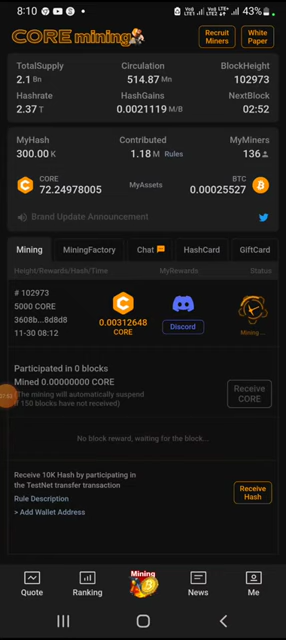 8:10 43%
CORE mining
Recruit Miners
White Paper
TotalSupply Circulation BlockHeight
2.1 Bn 514.87 Mn 102973
Hashrate HashGains NextBlock
2.37 T 0.0021119 M/B 02:52
MyHash Contributed MyMiners
300.00 K 1.18 M Rules 136
CORE MyAssets BTC
72.24978005 0.00025527
Brand Update Announcement
Mining MiningFactory Chat HashCard GiftCard
Height/Rewards/Hash/Time MyRewards Status
# 102973
5000 CORE
3608b...8d8d8
11-30 08:12
0.00312648
CORE
Discord
Mining...
Participated in 0 blocks
Mined 0.00000000 CORE
(The mining will automatically suspend
if 150 blocks have not received)
Receive
CORE
No block reward, waiting for the block...
Receive 10K Hash by participating in
the TestNet transfer transaction
Rule Description
> Add Wallet Address
Receive
Hash
Mining
Quote Ranking News Me